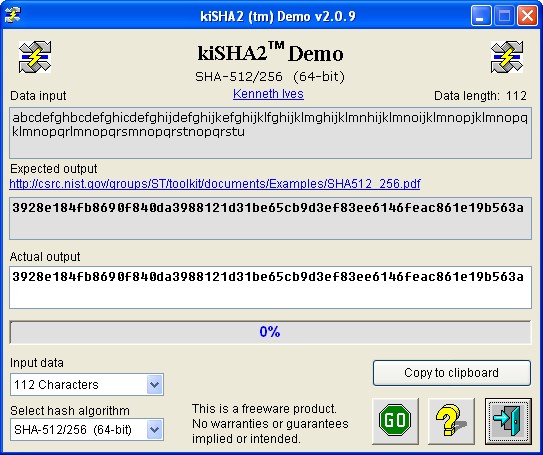 kiSHA2 (tm) Demo v2.0.9
kiSHA2™ Demo
SHA-512/256 (64-bit)
Data input
Kenneth Ives
Data length: 112
abcdefghbcdefghicdefghijdefghijkefghijklfghijklmghijklmnhijklmnoijklmnopjklmnopq
klmnopqrlmnopqrsmnopqrstnopqrstu
Expected output
http://csrc.nist.gov/groups/ST/toolkit/documents/Examples/SHA512_256.pdf
3928e184fb8690f840da3988121d31be65cb9d3ef83ee6146feac861e19b563a
Actual output
3928e184fb8690f840da3988121d31be65cb9d3ef83ee6146feac861e19b563a
0%
Input data
112 Characters
Copy to clipboard
Select hash algorithm
SHA-512/256 (64-bit)
This is a freeware product.
No warranties or guarantees
implied or intended.
GO